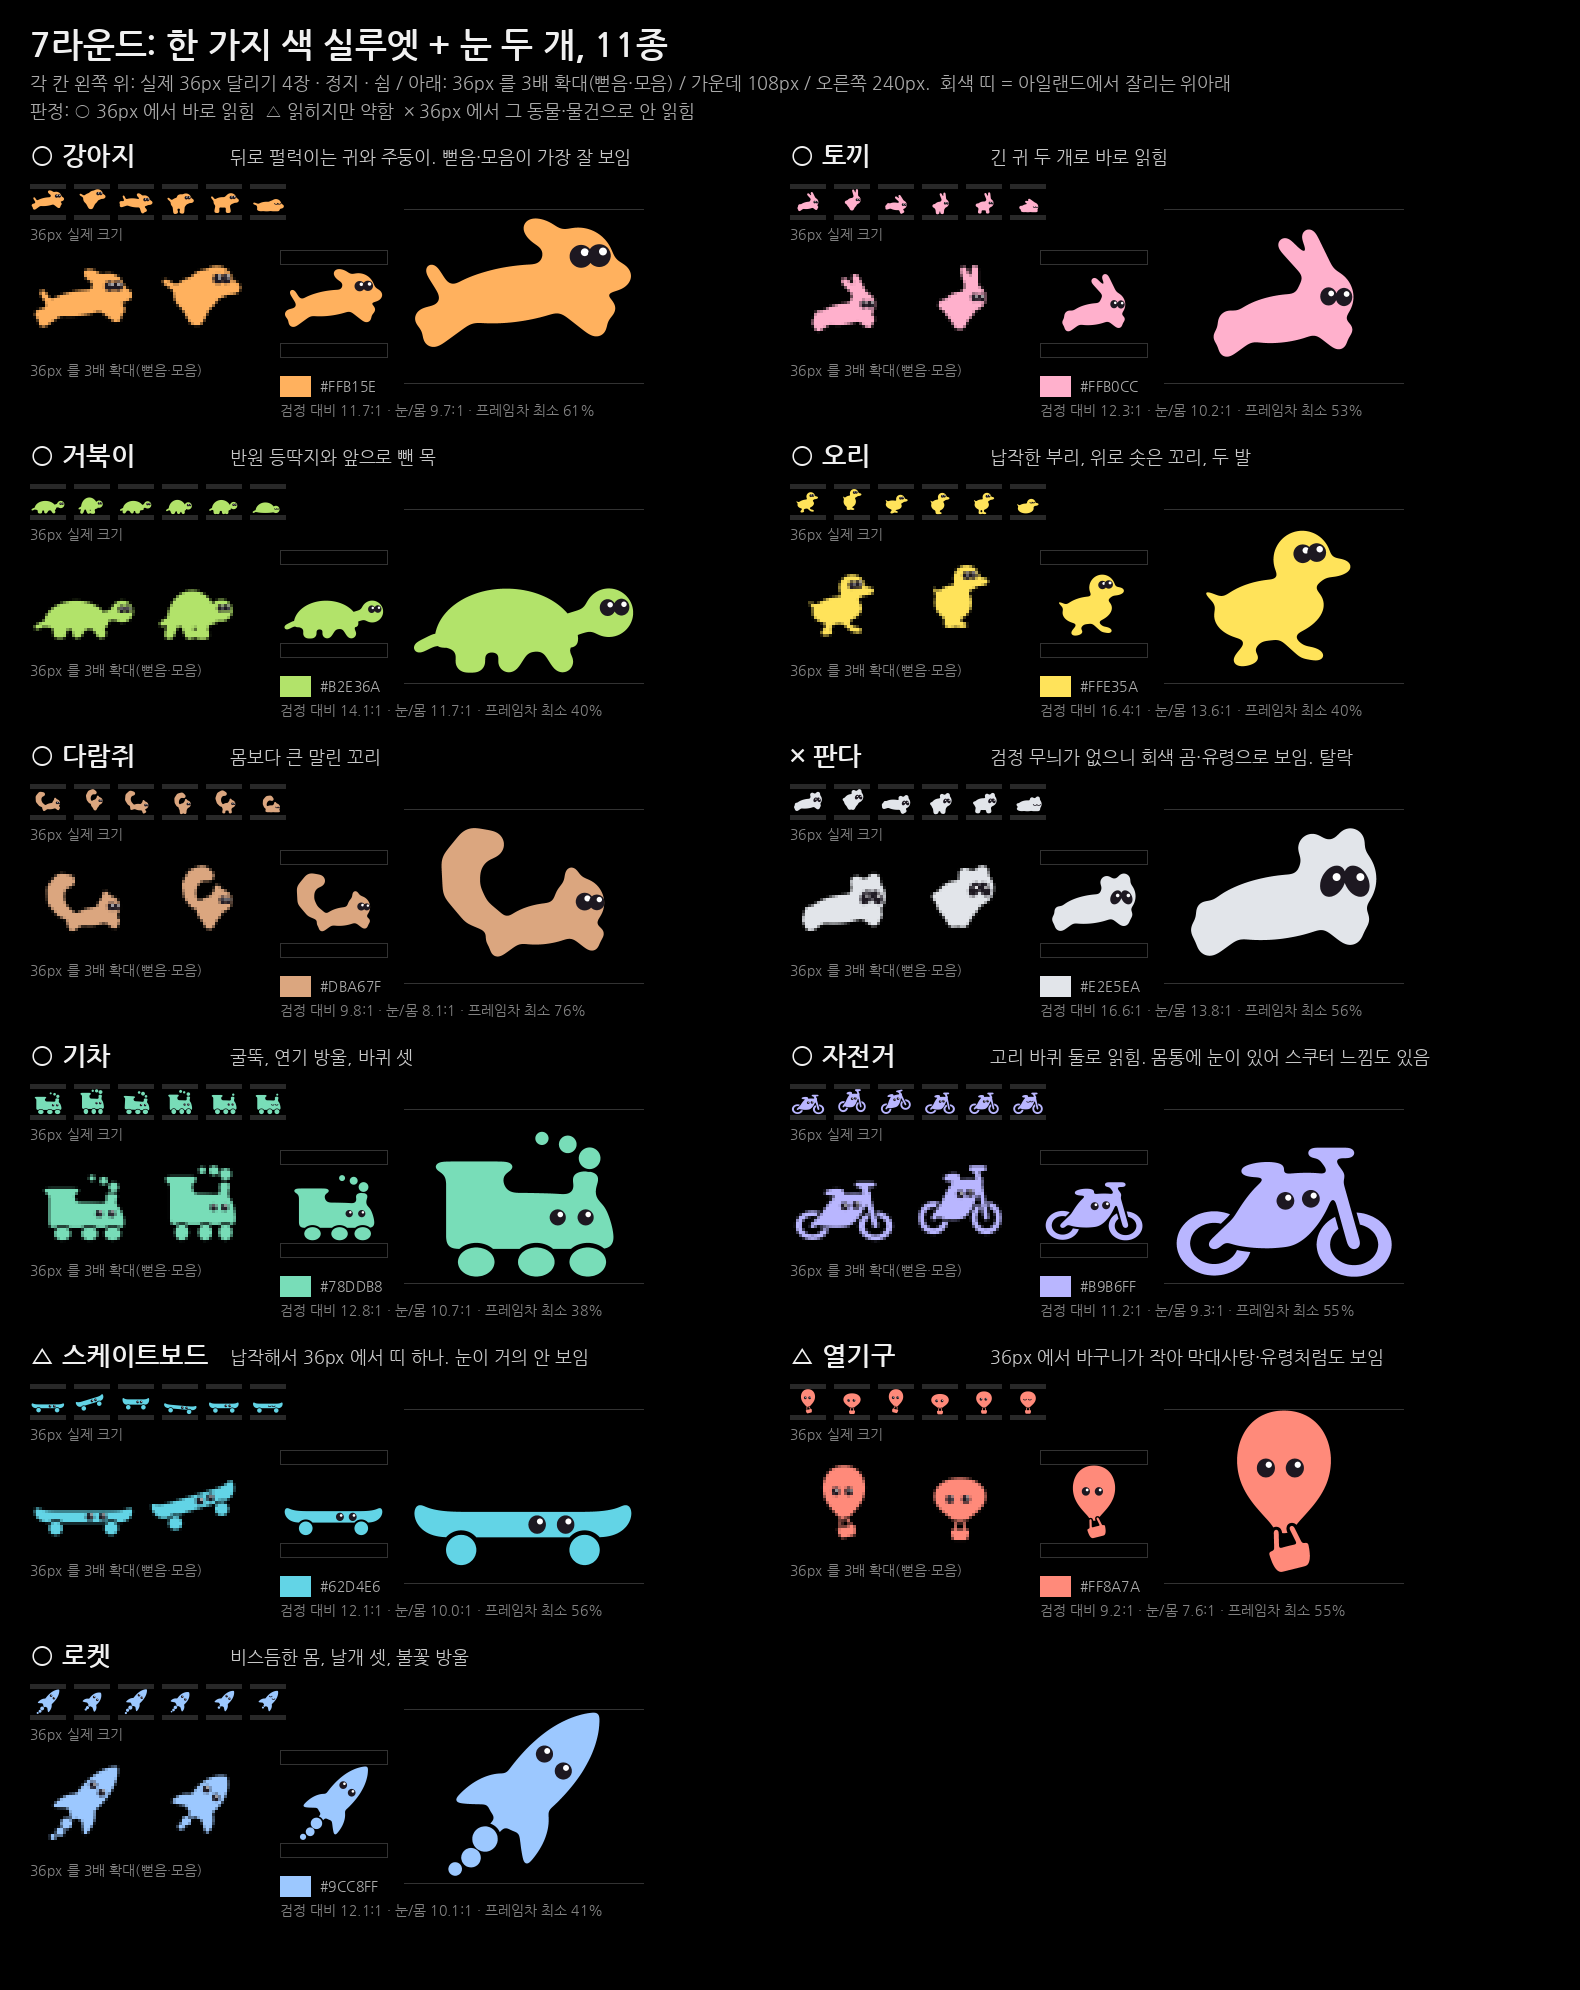 7라운드: 한 가지 색 실루엣 + 눈 두 개, 11종
각 칸 왼쪽 위: 실제 36px 달리기 4장 · 정지 · 쉼 / 아래: 36px 를 3배 확대(뻗음·모음) / 가운데 108px / 오른쪽 240px. 회색 띠 = 아일랜드에서 잘리는 위아래
판정: ○ 36px 에서 바로 읽힘 △ 읽히지만 약함 × 36px 에서 그 동물·물건으로 안 읽힘
○ 강아지 뒤로 펄럭이는 귀와 주둥이. 뻗음·모음이 가장 잘 보임
36px 실제 크기
36px 를 3배 확대(뻗음·모음)
#FFB15E
검정 대비 11.7:1 · 눈/몸 9.7:1 · 프레임차 최소 61%
○ 토끼 긴 귀 두 개로 바로 읽힘
36px 실제 크기
36px 를 3배 확대(뻗음·모음)
#FFB0CC
검정 대비 12.3:1 · 눈/몸 10.2:1 · 프레임차 최소 53%
○ 거북이 반원 등딱지와 앞으로 뺀 목
36px 실제 크기
36px 를 3배 확대(뻗음·모음)
#B2E36A
검정 대비 14.1:1 · 눈/몸 11.7:1 · 프레임차 최소 40%
○ 오리 납작한 부리, 위로 솟은 꼬리, 두 발
36px 실제 크기
36px 를 3배 확대(뻗음·모음)
#FFE35A
검정 대비 16.4:1 · 눈/몸 13.6:1 · 프레임차 최소 40%
○ 다람쥐 몸보다 큰 말린 꼬리
36px 실제 크기
36px 를 3배 확대(뻗음·모음)
#DBA67F
검정 대비 9.8:1 · 눈/몸 8.1:1 · 프레임차 최소 76%
× 판다 검정 무늬가 없으니 회색 곰·유령으로 보임. 탈락
36px 실제 크기
36px 를 3배 확대(뻗음·모음)
#E2E5EA
검정 대비 16.6:1 · 눈/몸 13.8:1 · 프레임차 최소 56%
○ 기차 굴뚝, 연기 방울, 바퀴 셋
36px 실제 크기
36px 를 3배 확대(뻗음·모음)
#78DDB8
검정 대비 12.8:1 · 눈/몸 10.7:1 · 프레임차 최소 38%
○ 자전거 고리 바퀴 둘로 읽힘. 몸통에 눈이 있어 스쿠터 느낌도 있음
36px 실제 크기
36px 를 3배 확대(뻗음·모음)
#B9B6FF
검정 대비 11.2:1 · 눈/몸 9.3:1 · 프레임차 최소 55%
△ 스케이트보드 납작해서 36px 에서 띠 하나. 눈이 거의 안 보임
36px 실제 크기
36px 를 3배 확대(뻗음·모음)
#62D4E6
검정 대비 12.1:1 · 눈/몸 10.0:1 · 프레임차 최소 56%
△ 열기구 36px 에서 바구니가 작아 막대사탕·유령처럼도 보임
36px 실제 크기
36px 를 3배 확대(뻗음·모음)
#FF8A7A
검정 대비 9.2:1 · 눈/몸 7.6:1 · 프레임차 최소 55%
○ 로켓 비스듬한 몸, 날개 셋, 불꽃 방울
36px 실제 크기
36px 를 3배 확대(뻗음·모음)
#9CC8FF
검정 대비 12.1:1 · 눈/몸 10.1:1 · 프레임차 최소 41%